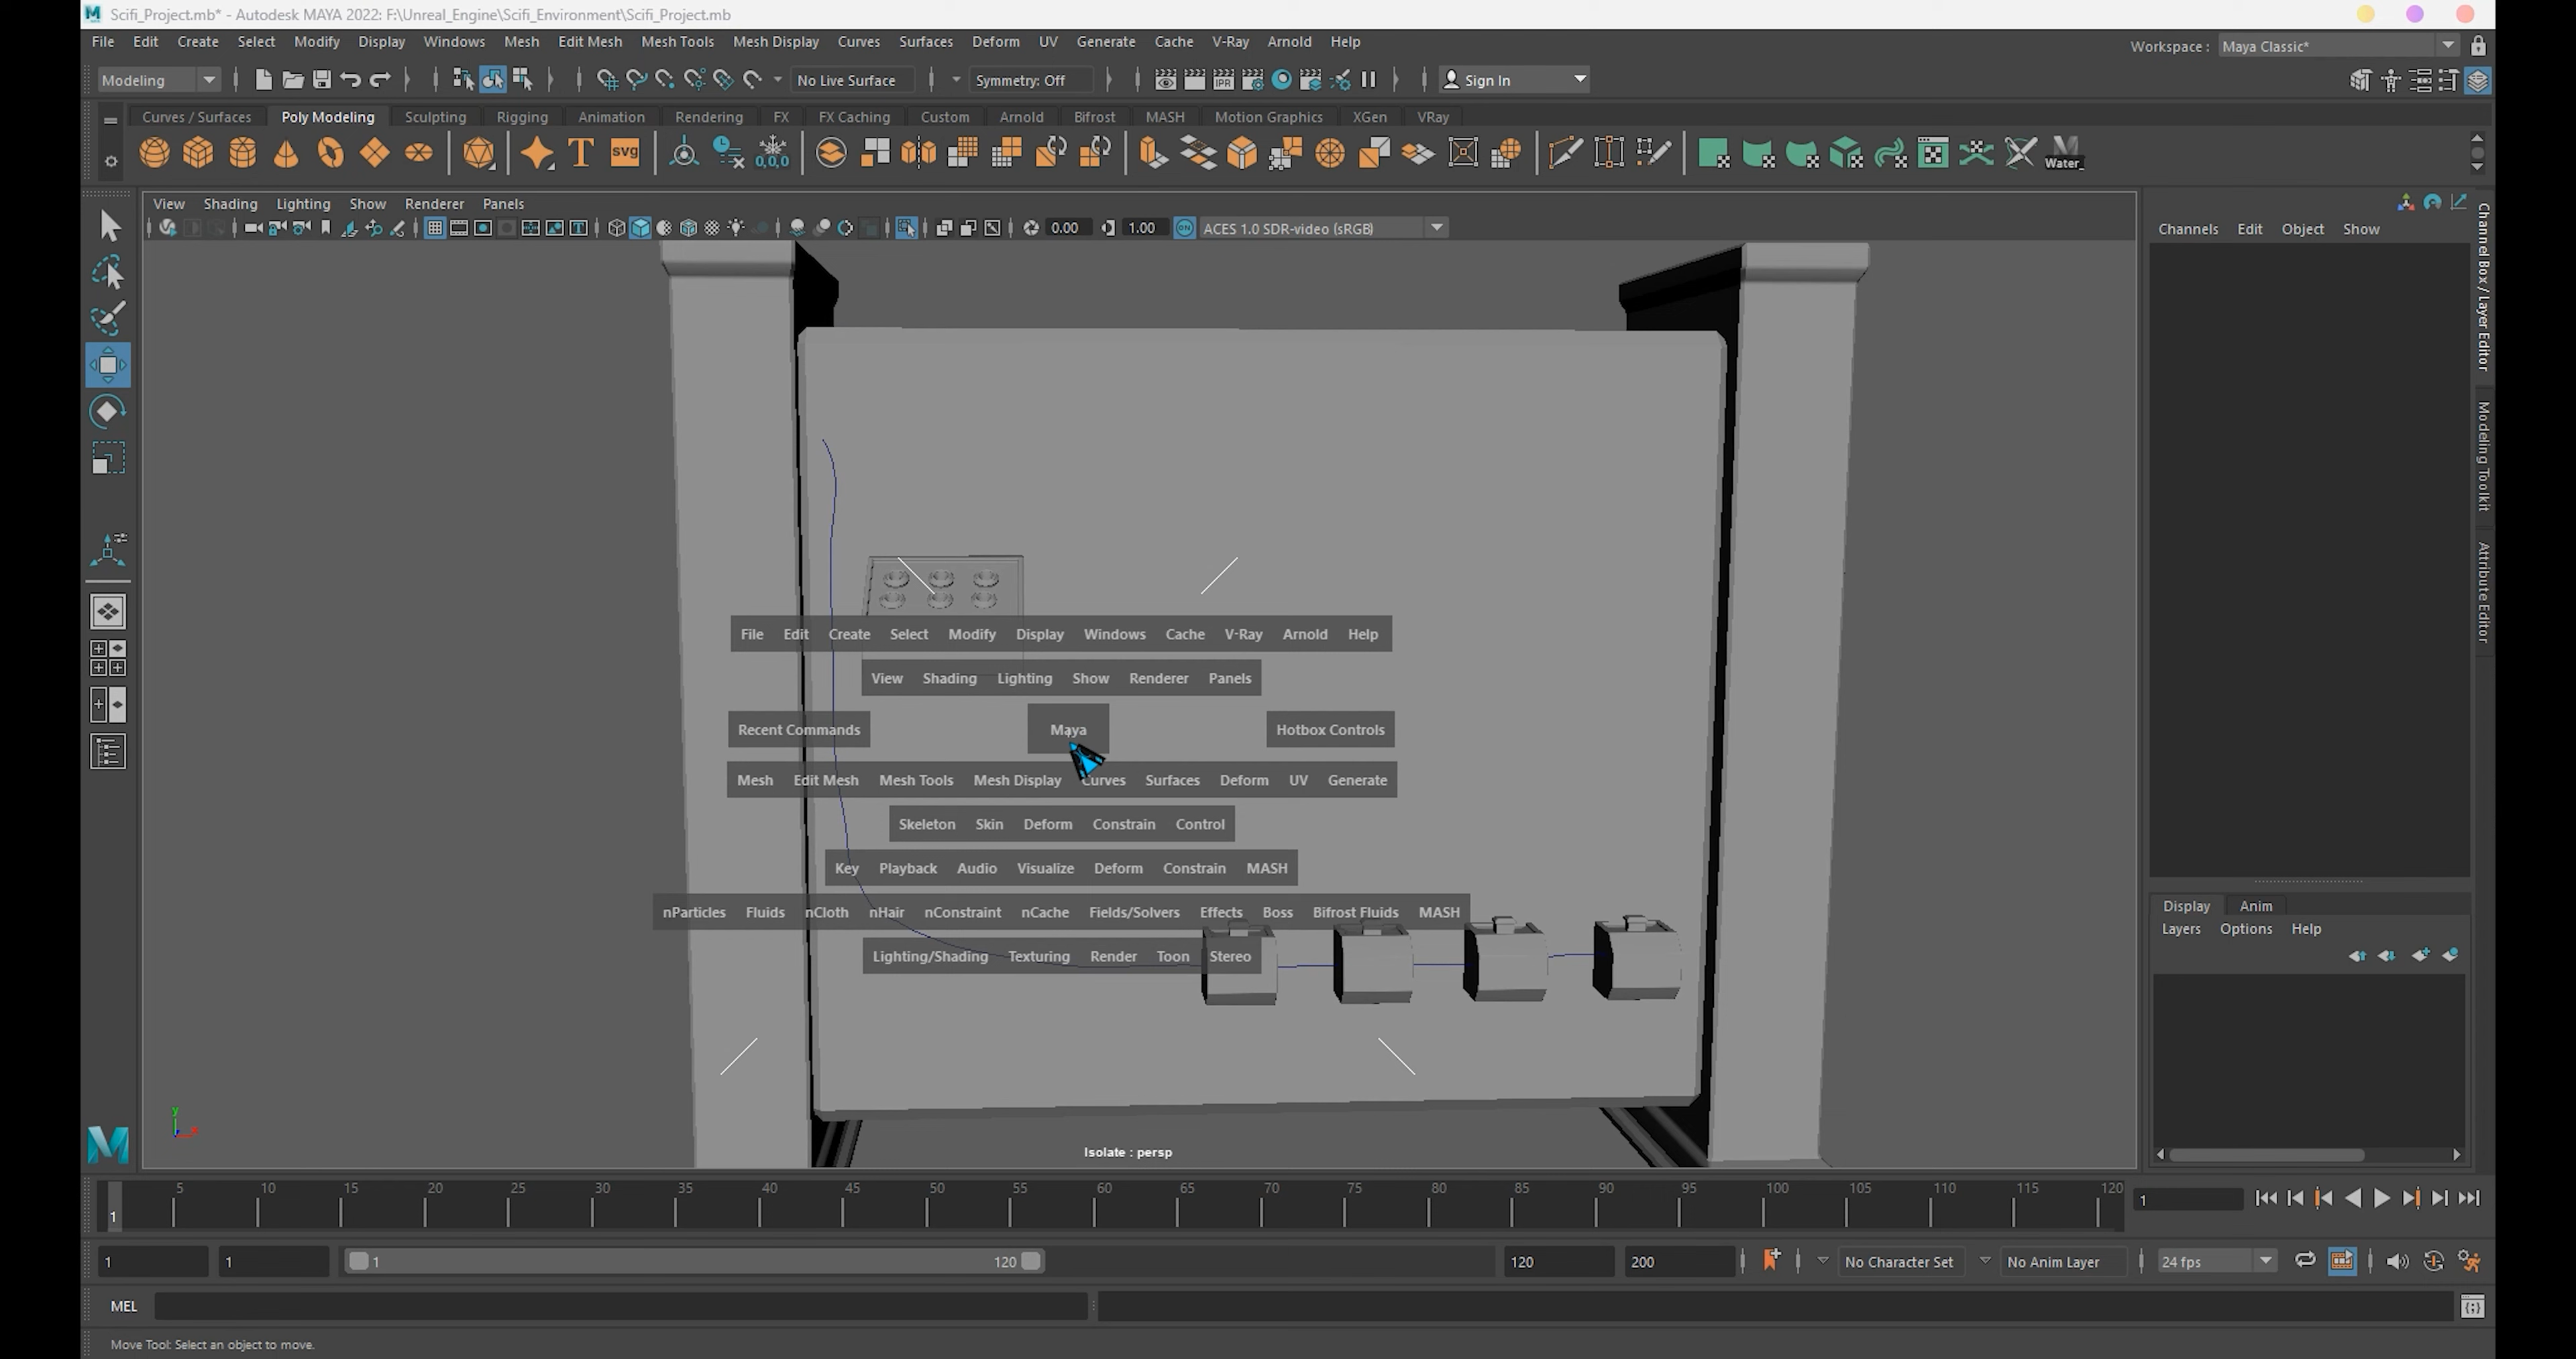 Scifi_Project.mb* - Autodesk MAYA 2022: F:\Unreal_Engine\Scifi_Environment\Scifi_Project.mb
File Edit Create Select Modify Display Windows Mesh Edit Mesh Mesh Tools Mesh Display Curves Surfaces Deform UV Generate Cache V-Ray Arnold Help
Workspace : Maya Classic*
Modeling No Live Surface Symmetry: Off IPR Sign In
Curves / Surfaces Poly Modeling Sculpting Rigging Animation Rendering FX FX Caching Custom Arnold Bifrost MASH Motion Graphics XGen VRay
T SVG 0,0,0 M Water_
View Shading Lighting Show Renderer Panels
0.00 1.00 ON ACES 1.0 SDR-video (sRGB)
Channels Edit Object Show
Channel Box / Layer Editor
Modeling Toolkit
Attribute Editor
File Edit Create Select Modify Display Windows Cache V-Ray Arnold Help
View Shading Lighting Show Renderer Panels
Recent Commands Maya Hotbox Controls
Mesh Edit Mesh Mesh Tools Mesh Display Curves Surfaces Deform UV Generate
Skeleton Skin Deform Constrain Control
Key Playback Audio Visualize Deform Constrain MASH
nParticles Fluids nCloth nHair nConstraint nCache Fields/Solvers Effects Boss Bifrost Fluids MASH
Lighting/Shading Texturing Render Toon Stereo
Display Anim
Layers Options Help
y
M
Isolate : persp
5 10 15 20 25 30 35 40 45 50 55 60 65 70 75 80 85 90 95 100 105 110 115 120
1 1
1 1 1 120 120 200 No Character Set No Anim Layer 24 fps
MEL
Move Tool: Select an object to move.